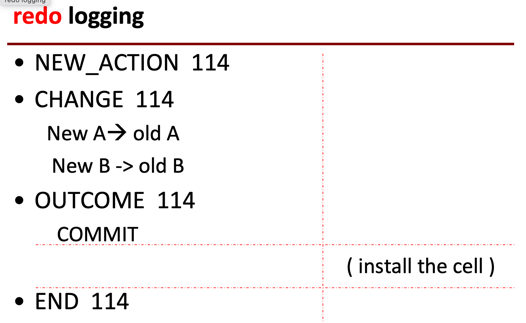 redo logging
redo logging
• NEW_ACTION 114
• CHANGE 114
New A→ old A
New B -> old B
• OUTCOME 114
COMMIT
( install the cell )
• END 114